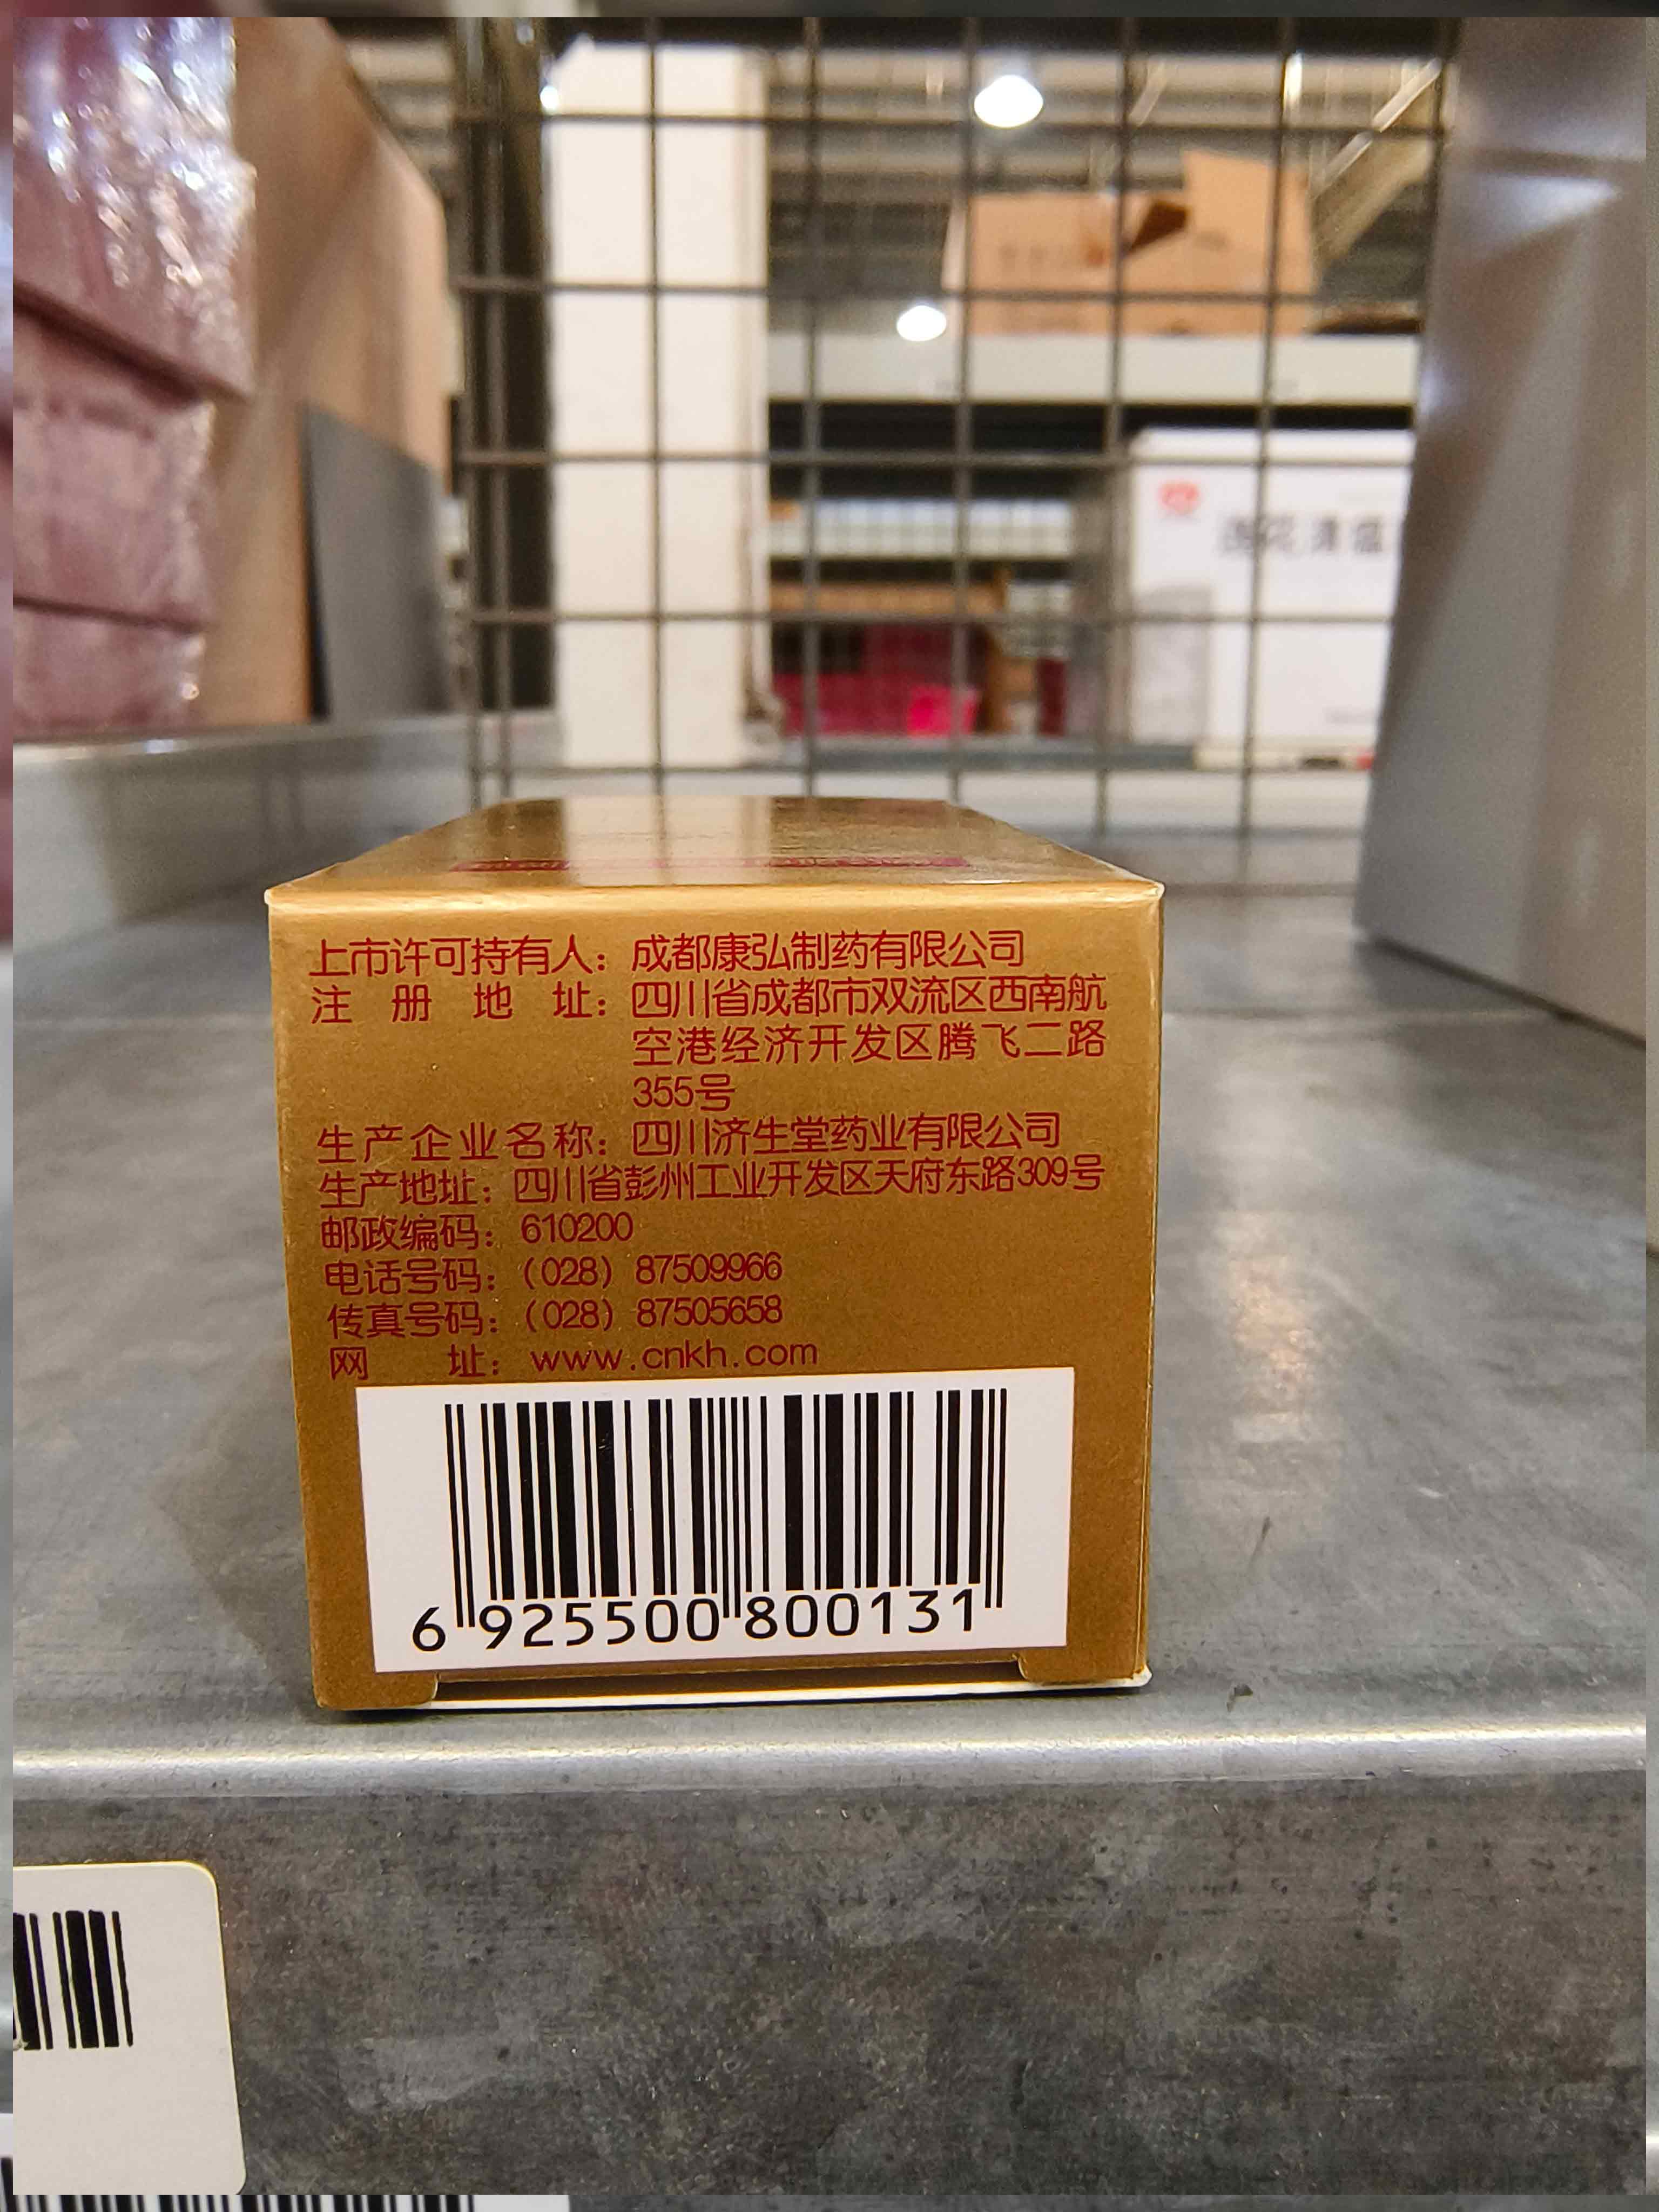 上市许可持有人：成都康弘制药有限公司
注册地址：四川省成都市双流区西南航
空港经济开发区腾飞二路
355号
生产企业名称：四川济生堂药业有限公司
生产地址：四川省彭州工业开发区天府东路309号
邮政编码：610200
电话号码：(028) 87509966
传真号码：(028) 87505658
网址：www.cnkh.com
6 925500 800131